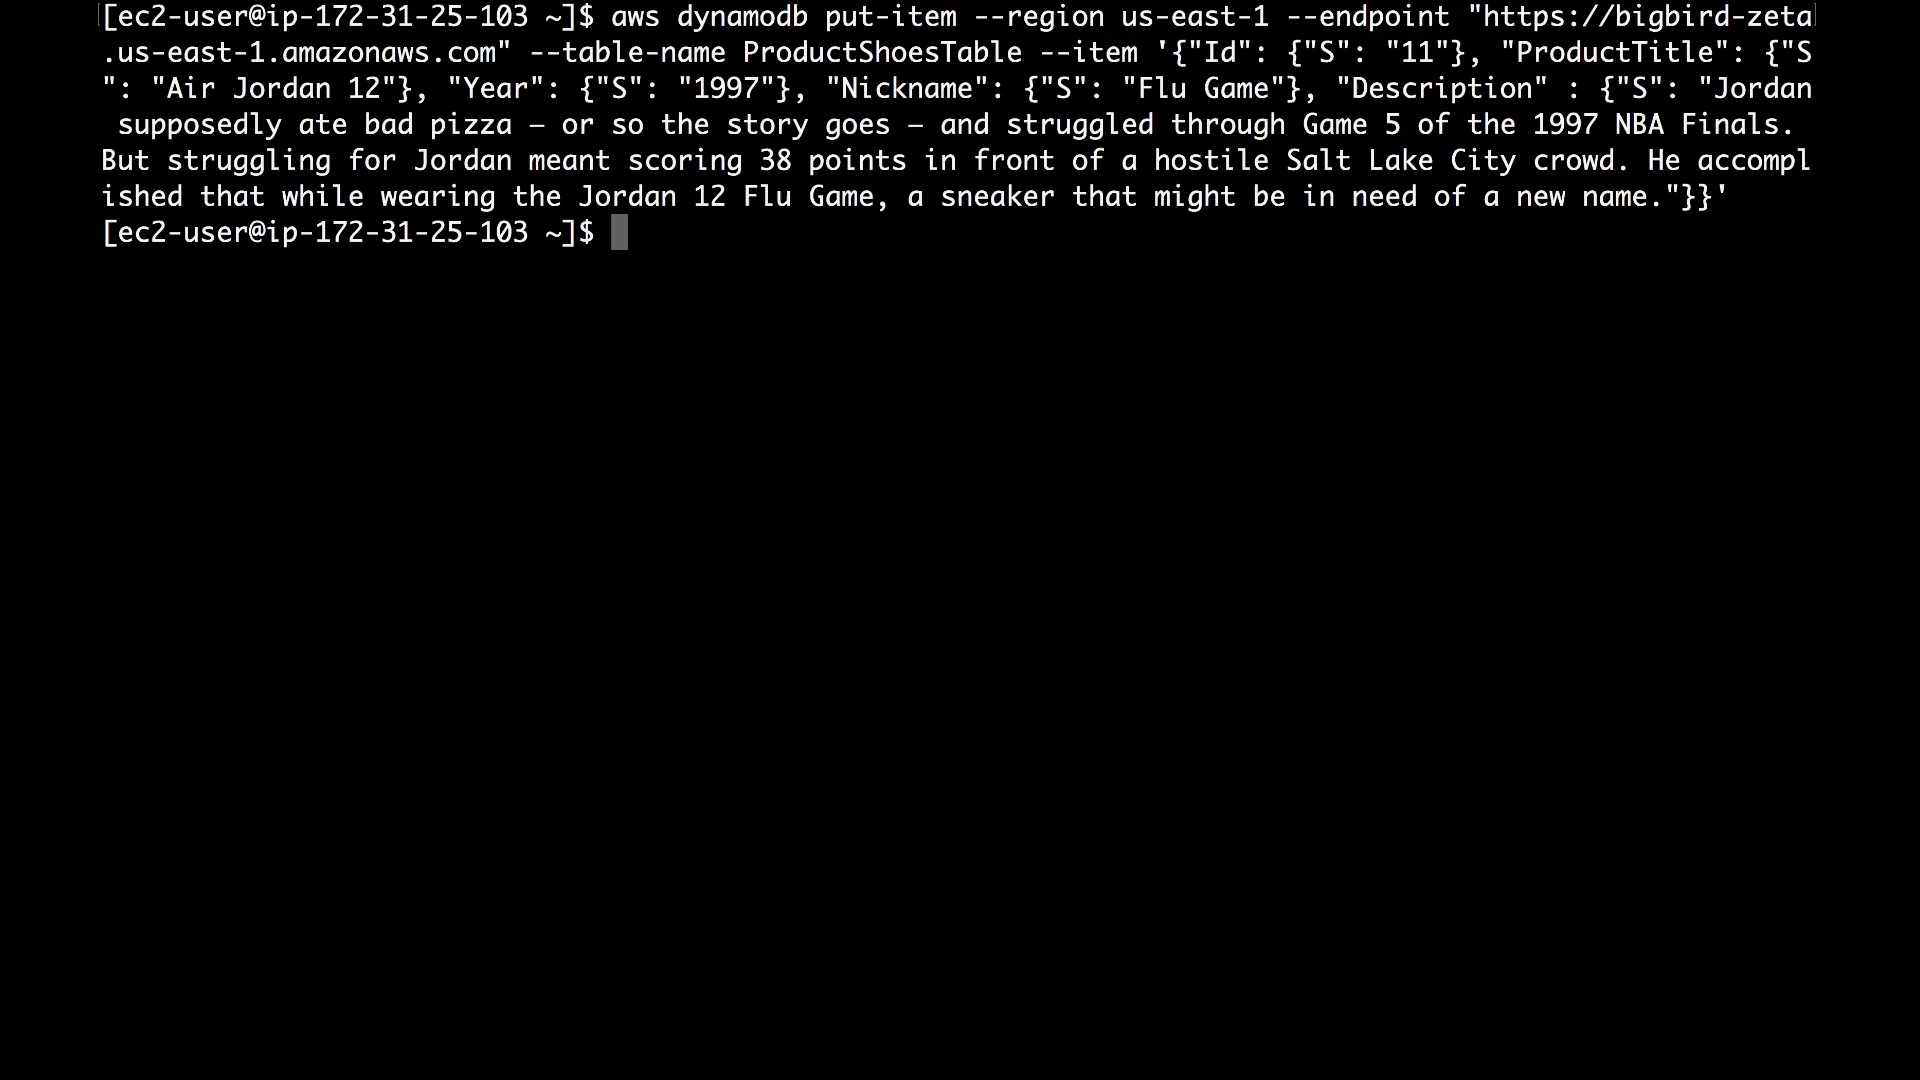 [ec2-user@ip-172-31-25-103 ~]$ aws dynamodb put-item --region us-east-1 --endpoint "https://bigbird-zeta
.us-east-1.amazonaws.com" --table-name ProductShoesTable --item '{"Id": {"S": "11"}, "ProductTitle": {"S
": "Air Jordan 12"}, "Year": {"S": "1997"}, "Nickname": {"S": "Flu Game"}, "Description" : {"S": "Jordan
 supposedly ate bad pizza – or so the story goes – and struggled through Game 5 of the 1997 NBA Finals.
But struggling for Jordan meant scoring 38 points in front of a hostile Salt Lake City crowd. He accompl
ished that while wearing the Jordan 12 Flu Game, a sneaker that might be in need of a new name."}}'
[ec2-user@ip-172-31-25-103 ~]$